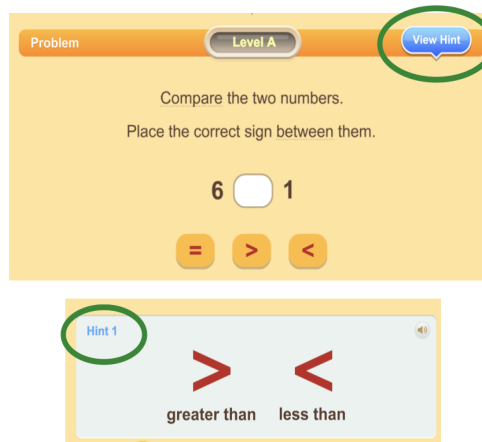 Problem Level A View Hint
Compare the two numbers.
Place the correct sign between them.
6 1
= > <
Hint 1
> <
greater than less than